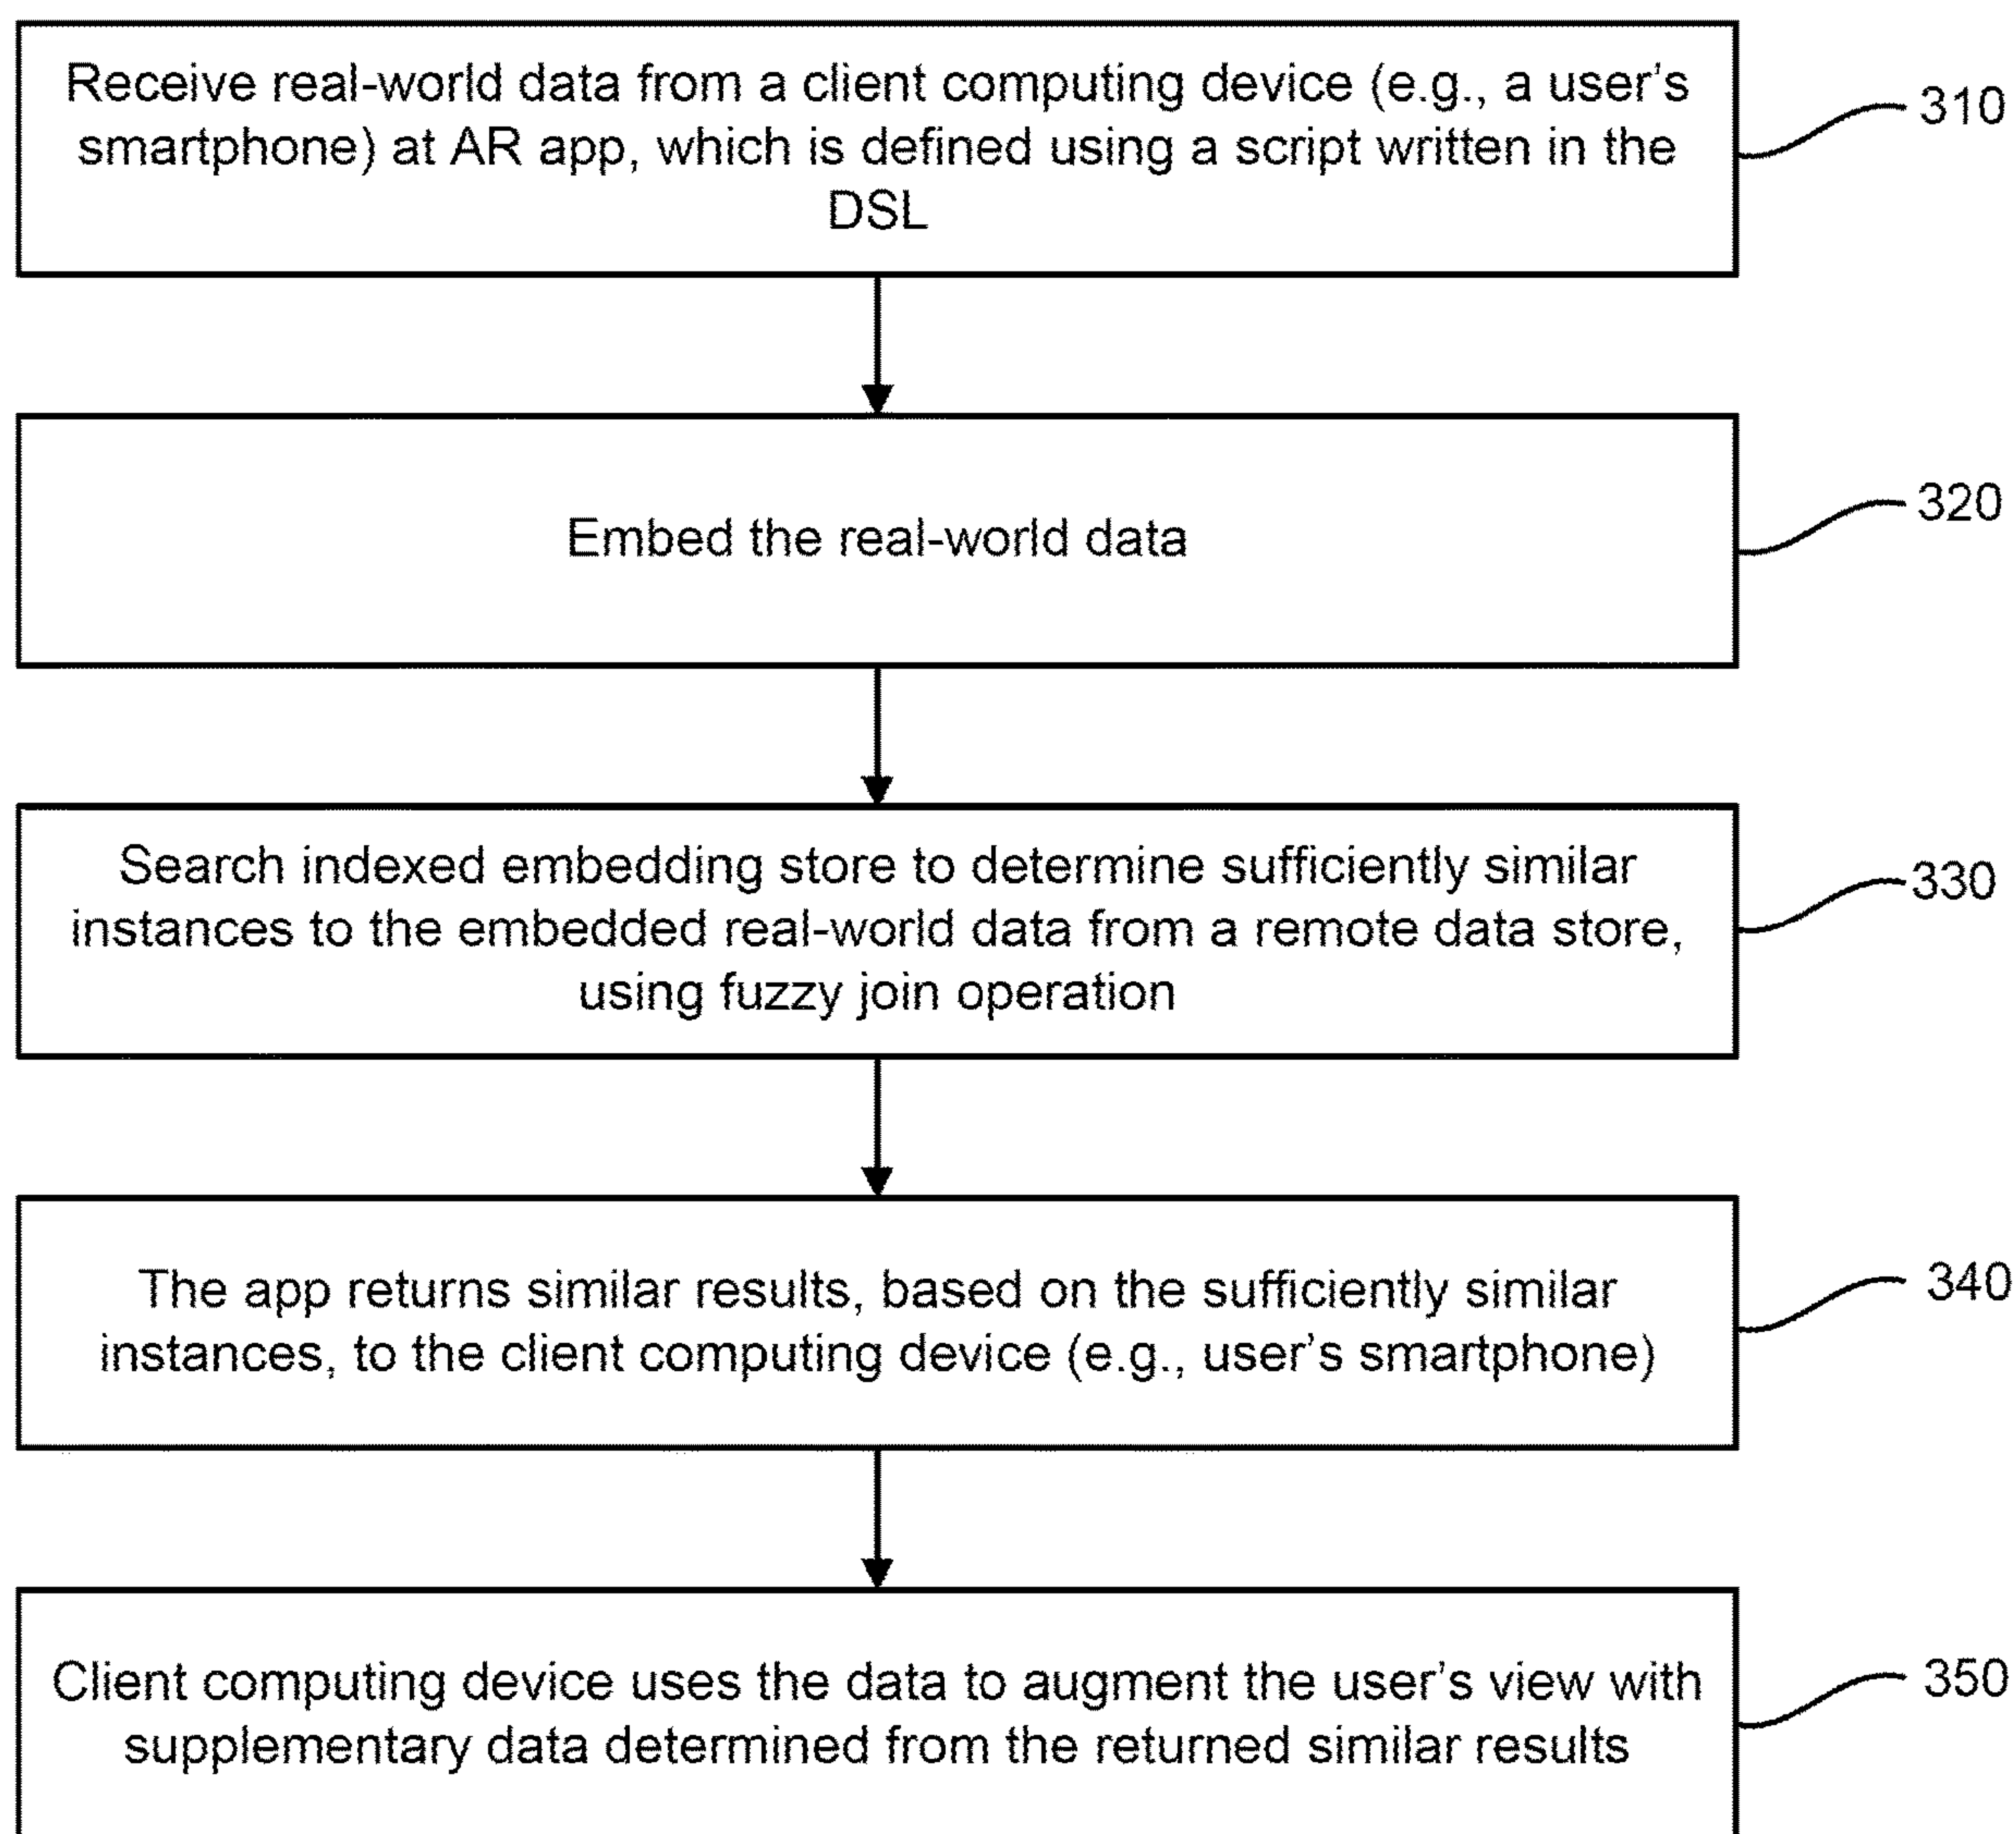 Receive real-world data from a client computing device (e.g., a user's
smartphone) at AR app, which is defined using a script written in the
DSL
310
Embed the real-world data
320
Search indexed embedding store to determine sufficiently similar
instances to the embedded real-world data from a remote data store,
using fuzzy join operation
330
The app returns similar results, based on the sufficiently similar
instances, to the client computing device (e.g., user's smartphone)
340
Client computing device uses the data to augment the user's view with
supplementary data determined from the returned similar results
350